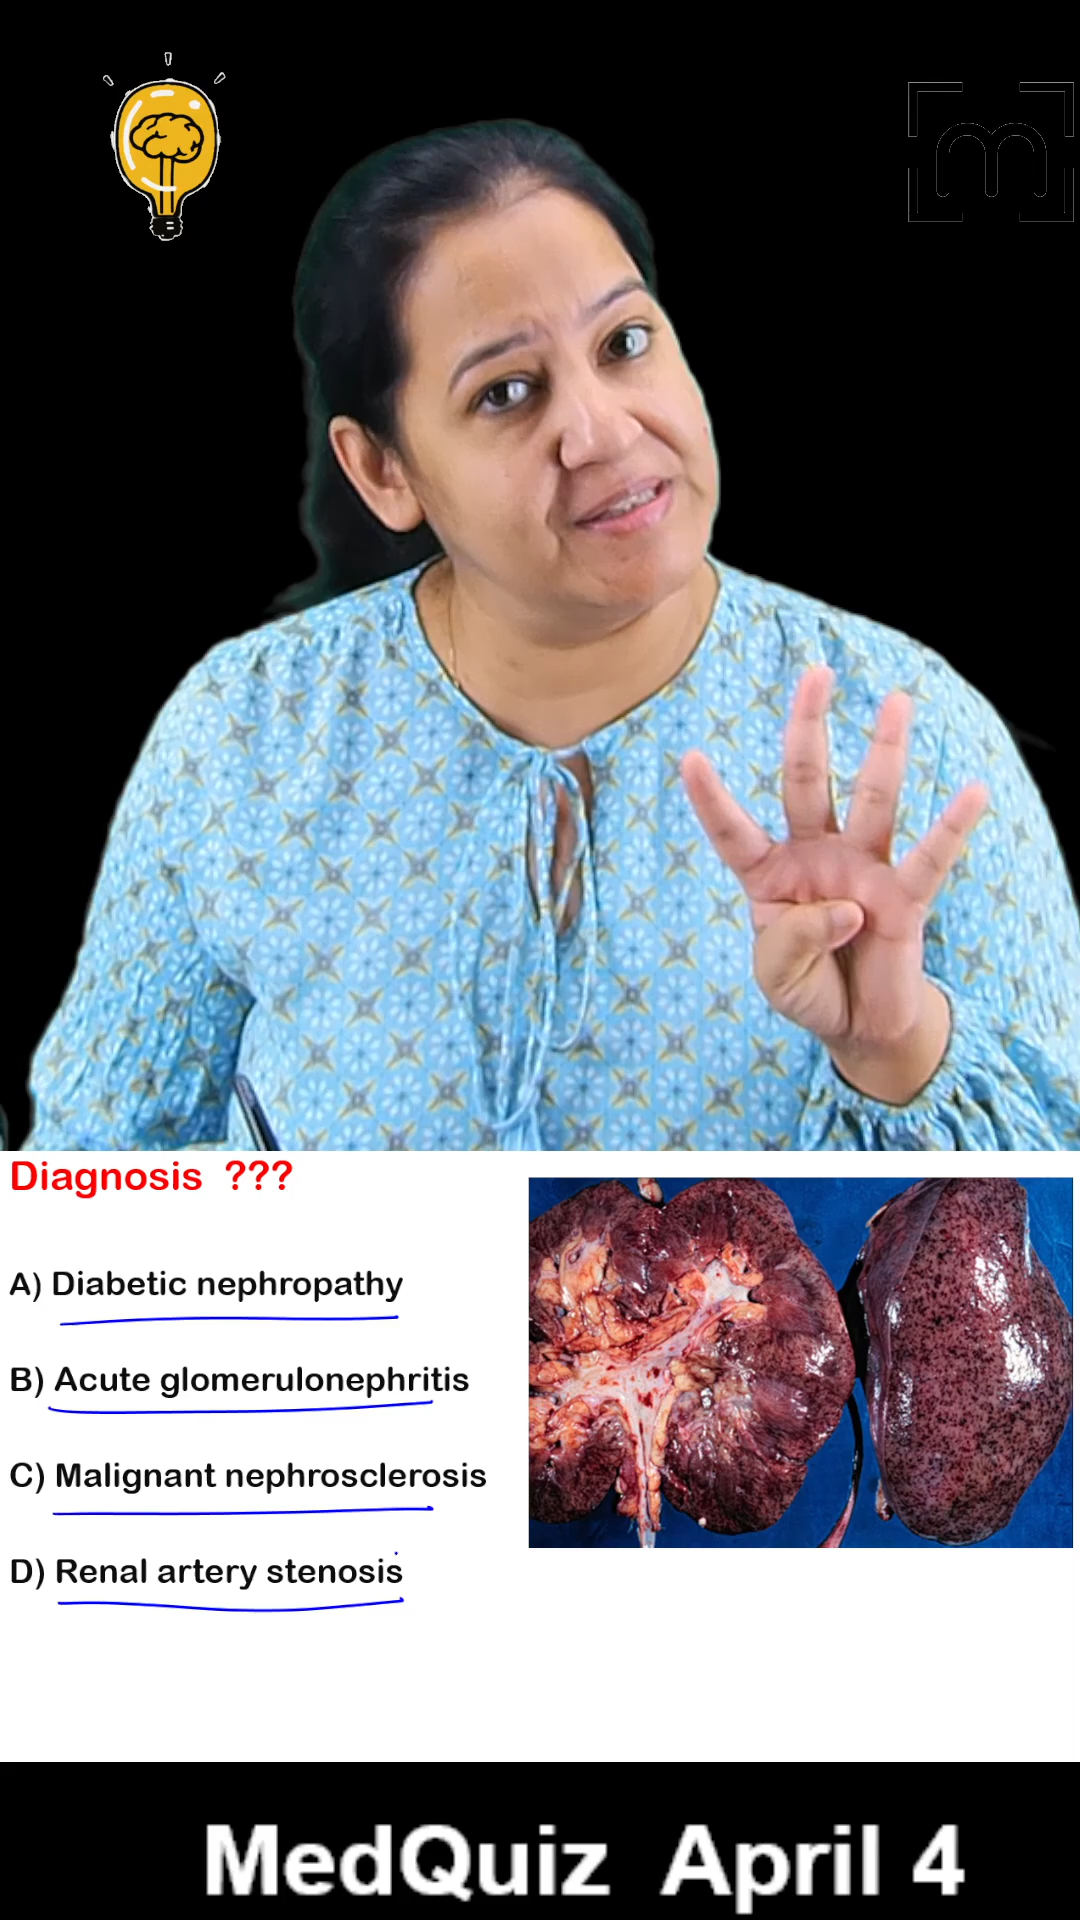 Diagnosis ???
A) Diabetic nephropathy
B) Acute glomerulonephritis
C) Malignant nephrosclerosis
D) Renal artery stenosis
MedQuiz April 4